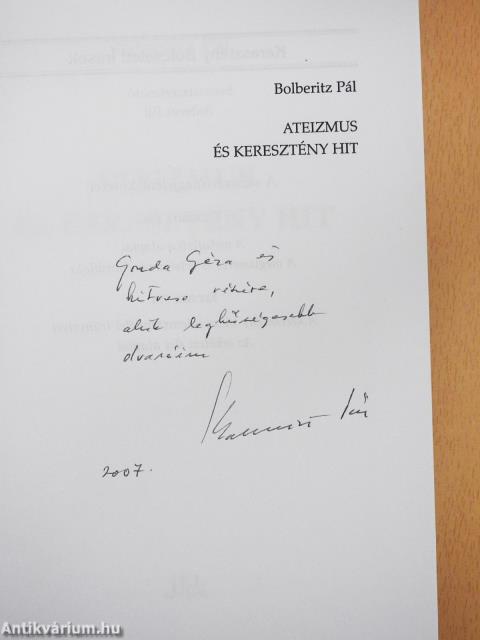 Bolberitz Pál
ATEIZMUS
ÉS KERESZTÉNY HIT
Gonda Géza és
hitvese részére,
akik leghűségesebb
olvasóim
2007.
Antikvárium.hu